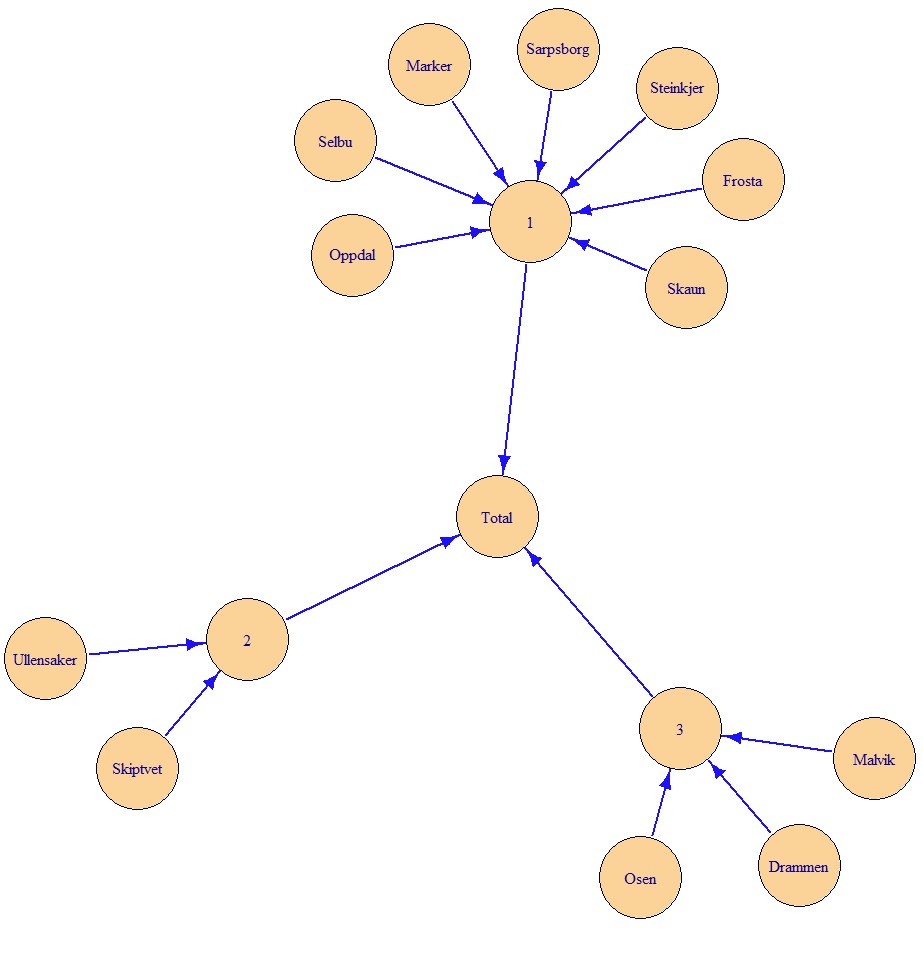 Sarpsborg
Marker
Steinkjer
Selbu
Frosta
1
Oppdal
Skaun
Total
2
Ullensaker
3
Malvik
Skiptvet
Drammen
Osen